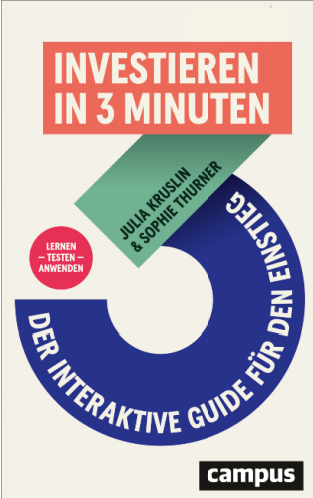 INVESTIEREN
IN 3 MINUTEN
JULIA KRUSLIN
& SOPHIE THURNER
LERNEN
– TESTEN –
ANWENDEN
DER INTERAKTIVE GUIDE FÜR DEN EINSTIEG
campus